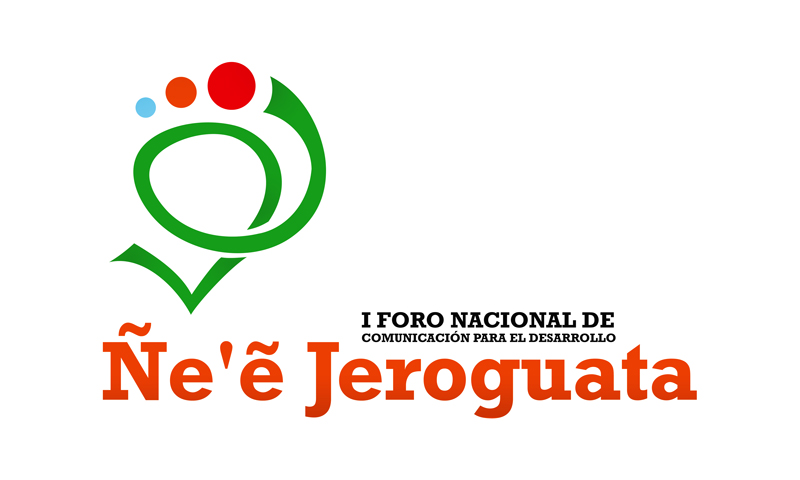 I FORO NACIONAL DE
COMUNICACIÓN PARA EL DESARROLLO
Ñe'ẽ Jeroguata